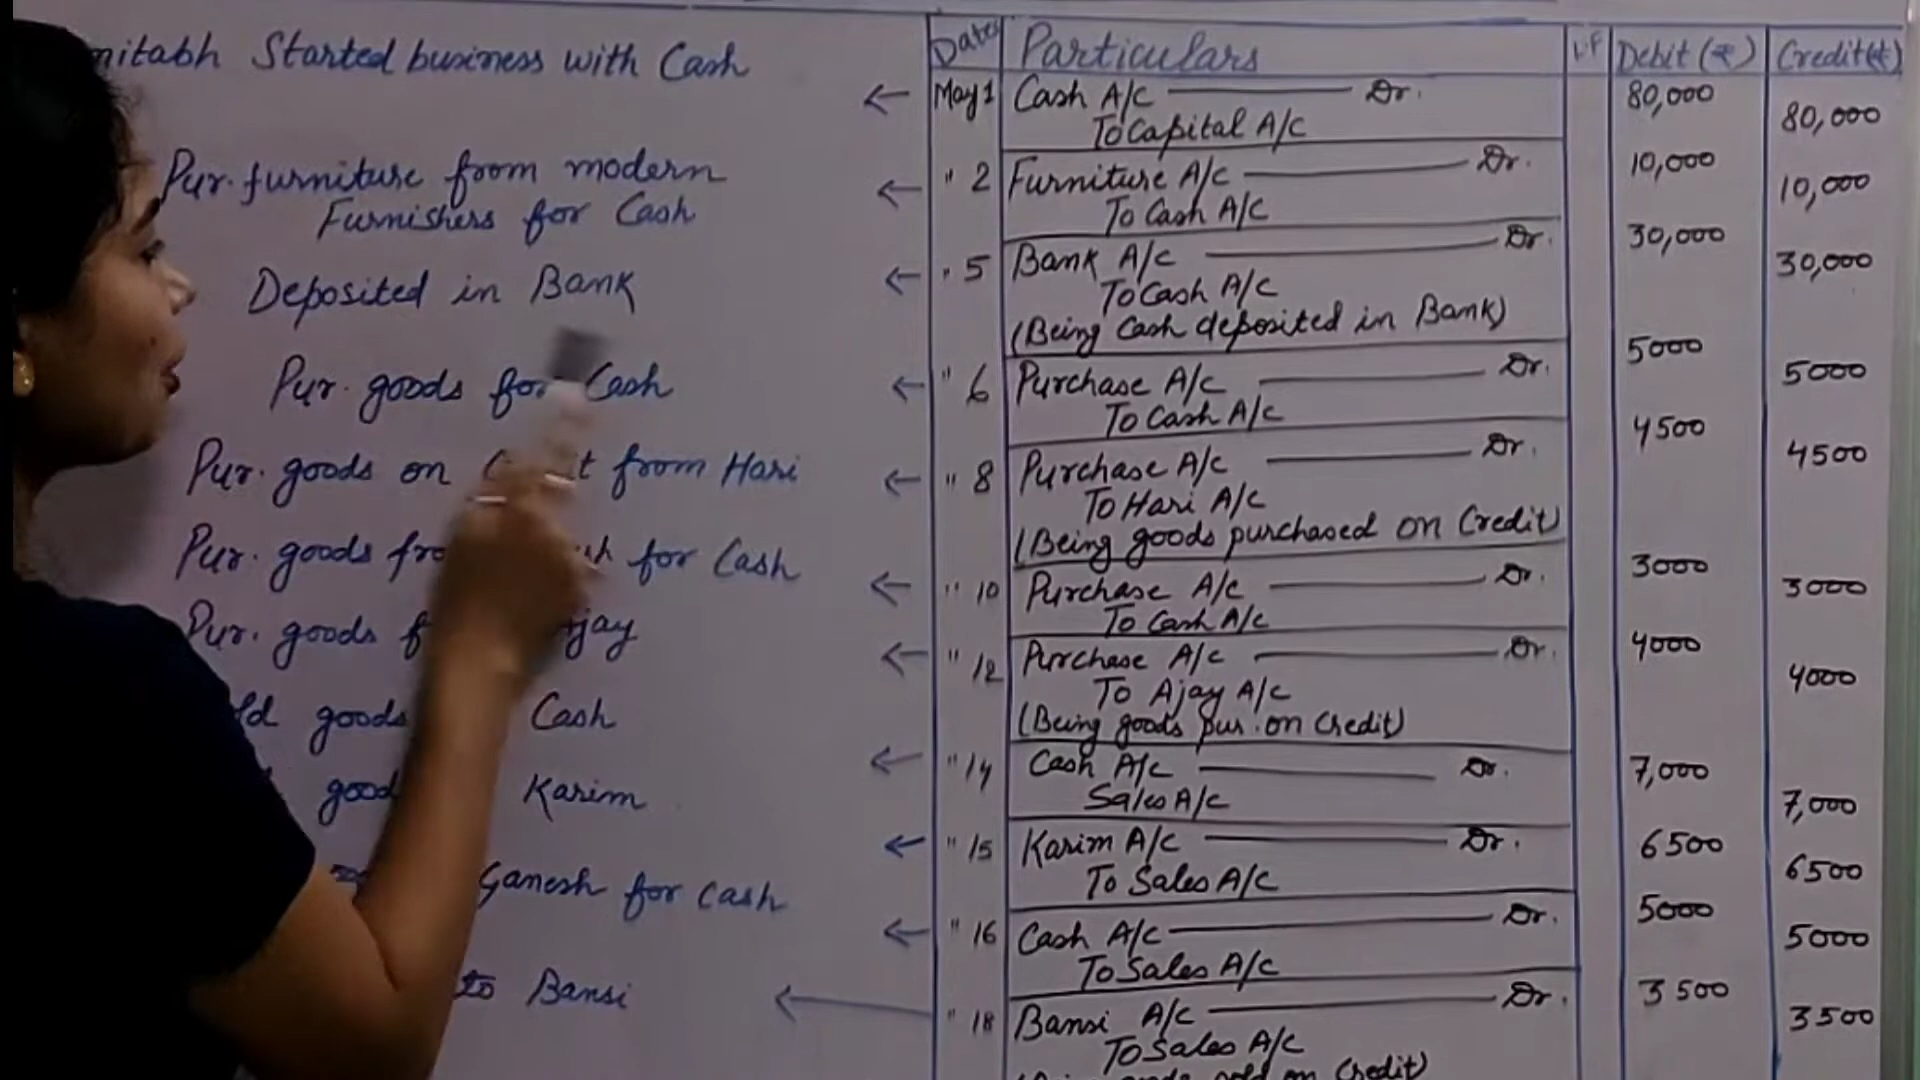 nitabh Started business with Cash
Pur. furniture from modern
Furnishers for Cash
Deposited in Bank
Pur. goods for Cash
Pur. goods on from Hari
Pur. goods for Cash
Pur. goods
goods Cash
Karim
Ganesh for cash
to Bansi
Date Particulars L.F Debit (₹) Credit (₹)
May 1 Cash A/c Dr. 80,000
To Capital A/c 80,000
" 2 Furniture A/c Dr. 10,000
To Cash A/c 10,000
" 5 Bank A/c Dr. 30,000
To Cash A/c 30,000
(Being Cash deposited in Bank)
" 6 Purchase A/c Dr. 5000
To Cash A/c 5000
" 8 Purchase A/c Dr. 4500
To Hari A/c 4500
(Being goods purchased on Credit)
" 10 Purchase A/c Dr. 3000
To Cash A/c 3000
" 12 Purchase A/c Dr. 4000
To Ajay A/c 4000
(Being goods pur. on Credit)
" 14 Cash A/c Dr. 7,000
Sales A/c 7,000
" 15 Karim A/c Dr. 6500
To Sales A/c 6500
" 16 Cash A/c Dr. 5000
To Sales A/c 5000
" 18 Bansi A/c Dr. 3500
To Sales A/c 3500
on Credit)